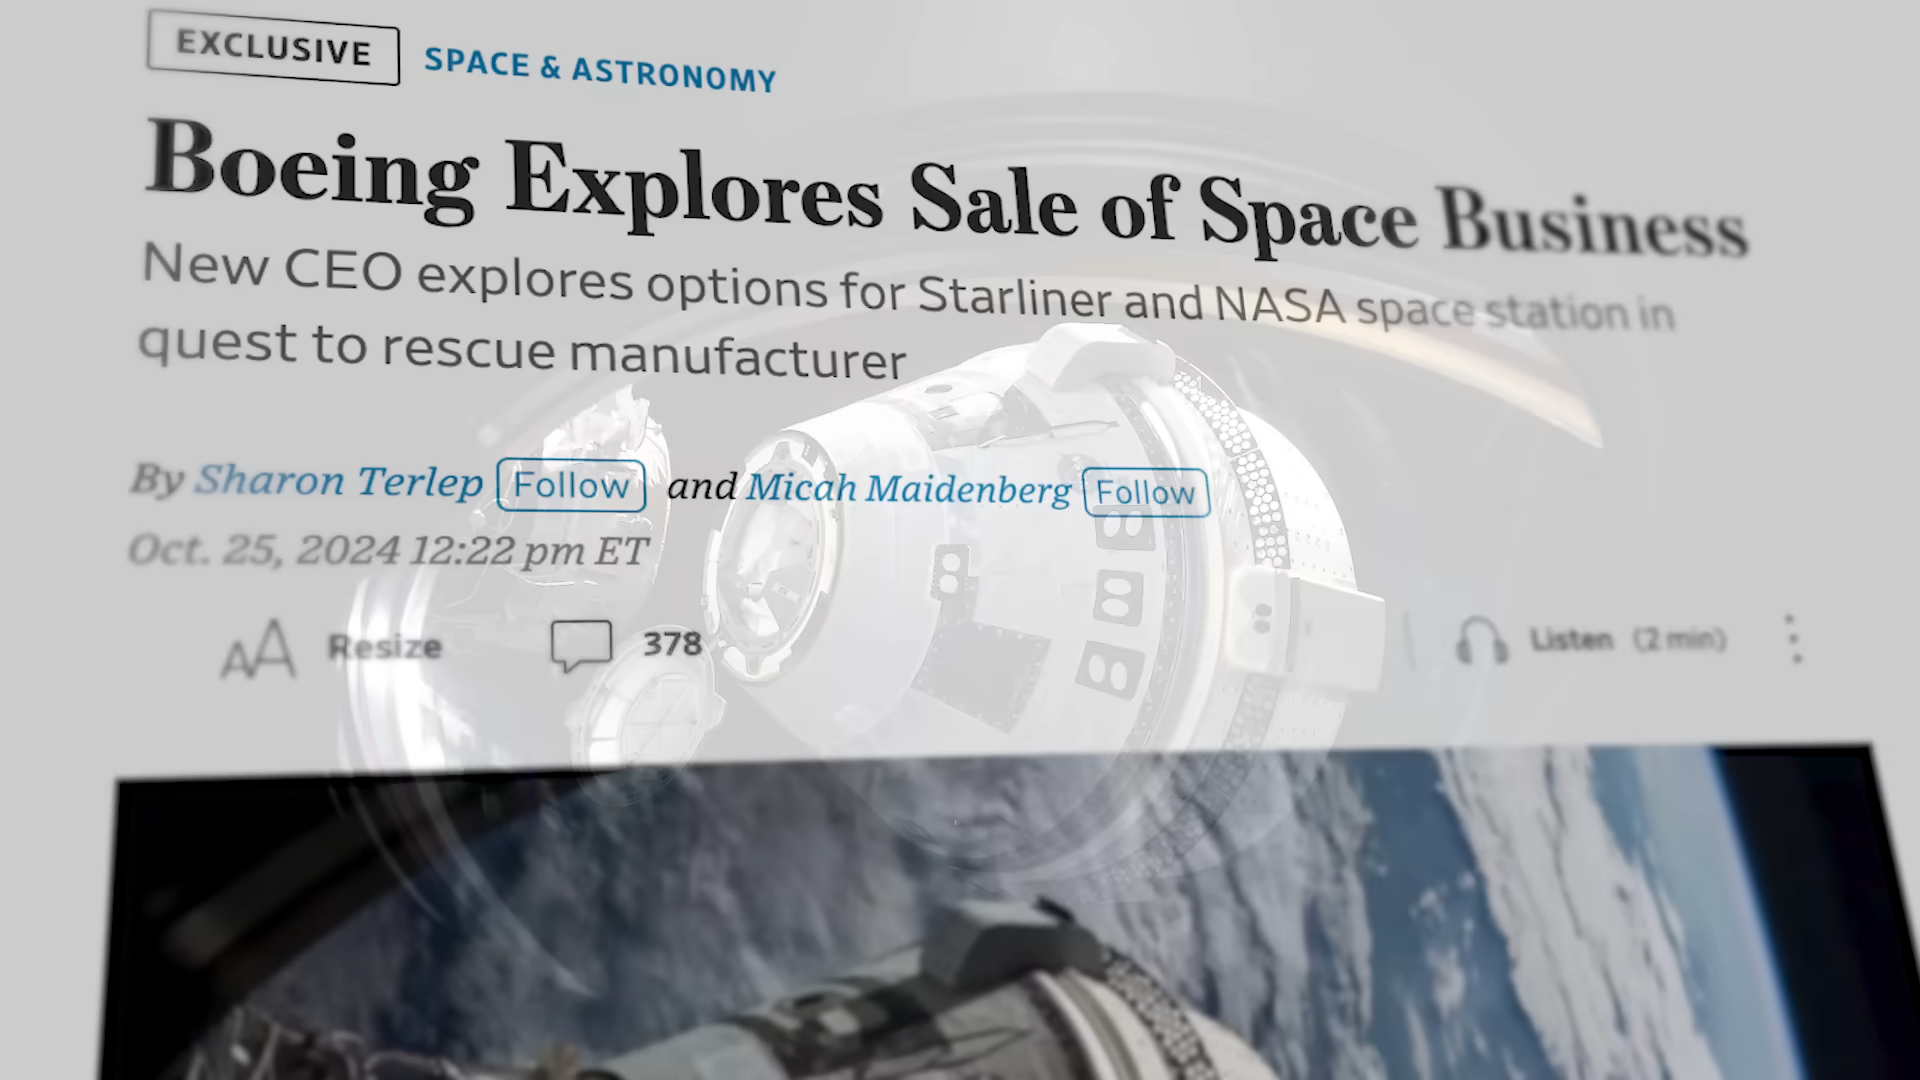 EXCLUSIVE SPACE & ASTRONOMY
Boeing Explores Sale of Space Business
New CEO explores options for Starliner and NASA space station in
quest to rescue manufacturer
By Sharon Terlep Follow and Micah Maidenberg Follow
Oct. 25, 2024 12:22 pm ET
AA Resize 378 Listen (2 min)